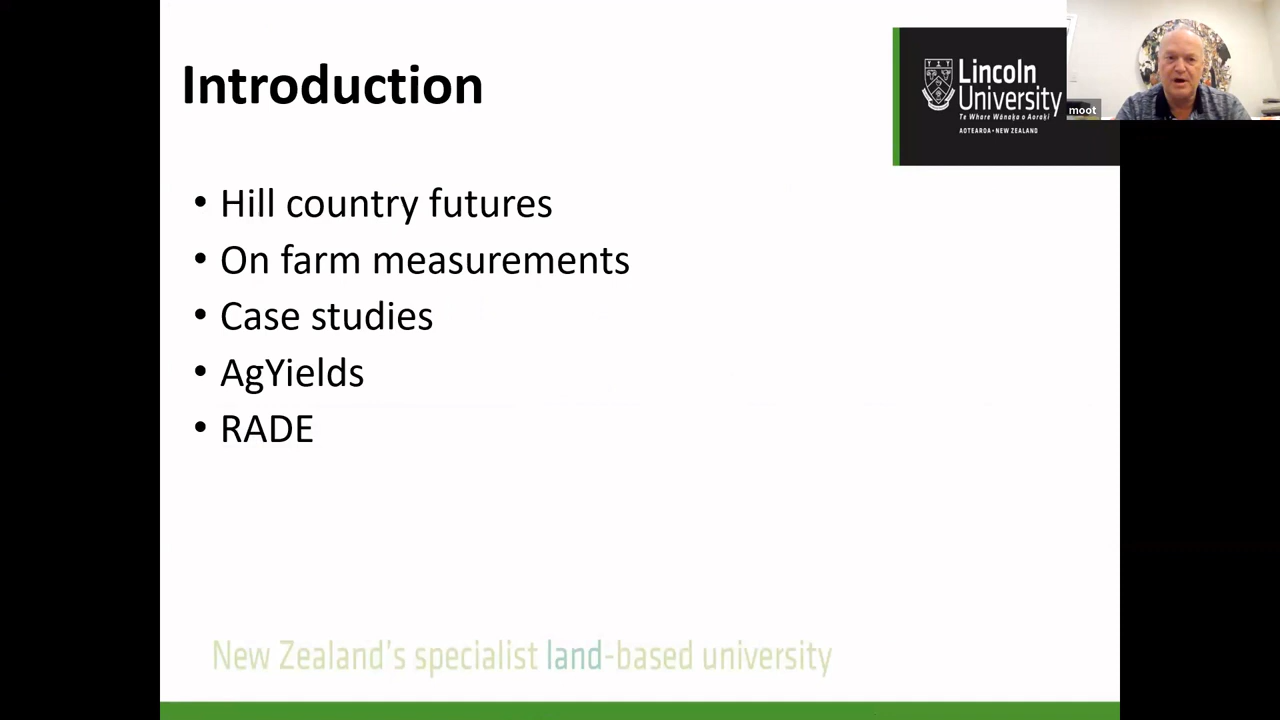 Introduction
Lincoln
University
Te Whare Wānaka o Aoraki
AOTEAROA • NEW ZEALAND
moot
• Hill country futures
• On farm measurements
• Case studies
• AgYields
• RADE
New Zealand's specialist land-based university